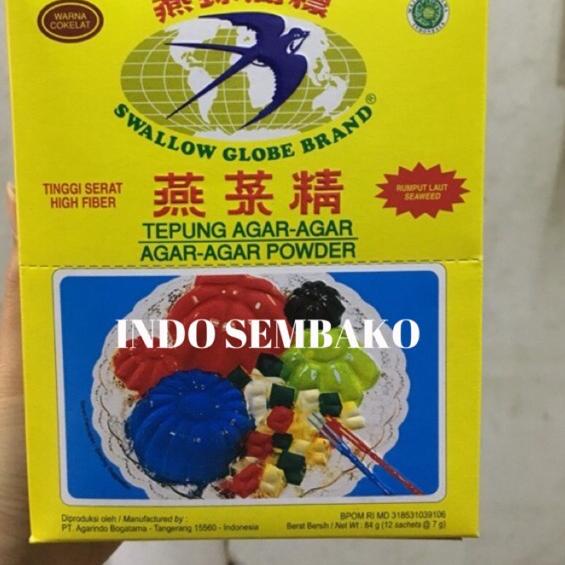 WARNA
COKELAT
SWALLOW GLOBE BRAND®
燕菜精
TINGGI SERAT
HIGH FIBER
RUMPUT LAUT
SEAWEED
TEPUNG AGAR-AGAR
AGAR-AGAR POWDER
INDO SEMBAKO
Diproduksi oleh / Manufactured by :
PT. Agarindo Bogatama - Tangerang 15560 - Indonesia
BPOM RI MD 318531039106
Berat Bersih / Net Wt : 84 g (12 sachets @ 7 g)